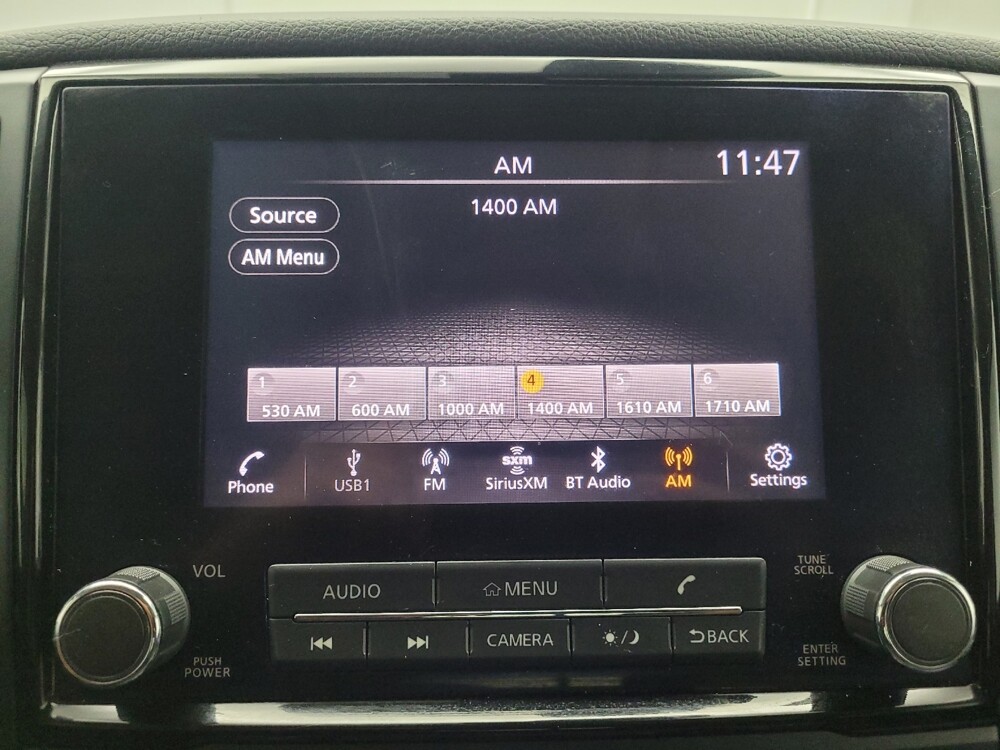 AM 11:47
Source
1400 AM
AM Menu
1 2 3 4 5 6
530 AM 600 AM 1000 AM 1400 AM 1610 AM 1710 AM
Phone USB1 FM sxm SiriusXM BT Audio AM Settings
VOL
TUNE
SCROLL
AUDIO MENU
CAMERA / BACK
PUSH
POWER
ENTER
SETTING